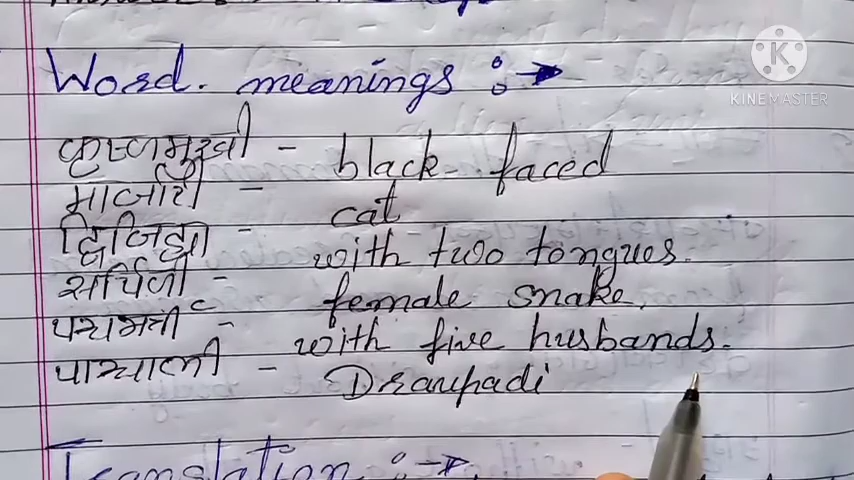 Word. meanings :→
कृष्णमुखी - black-faced
मार्जारी - cat
द्विजिह्वा - with two tongues.
सर्पिणी - female snake.
पञ्चभर्त्री - with five husbands.
पाञ्चाली - Draupadi
Translation :→
KINEMASTER